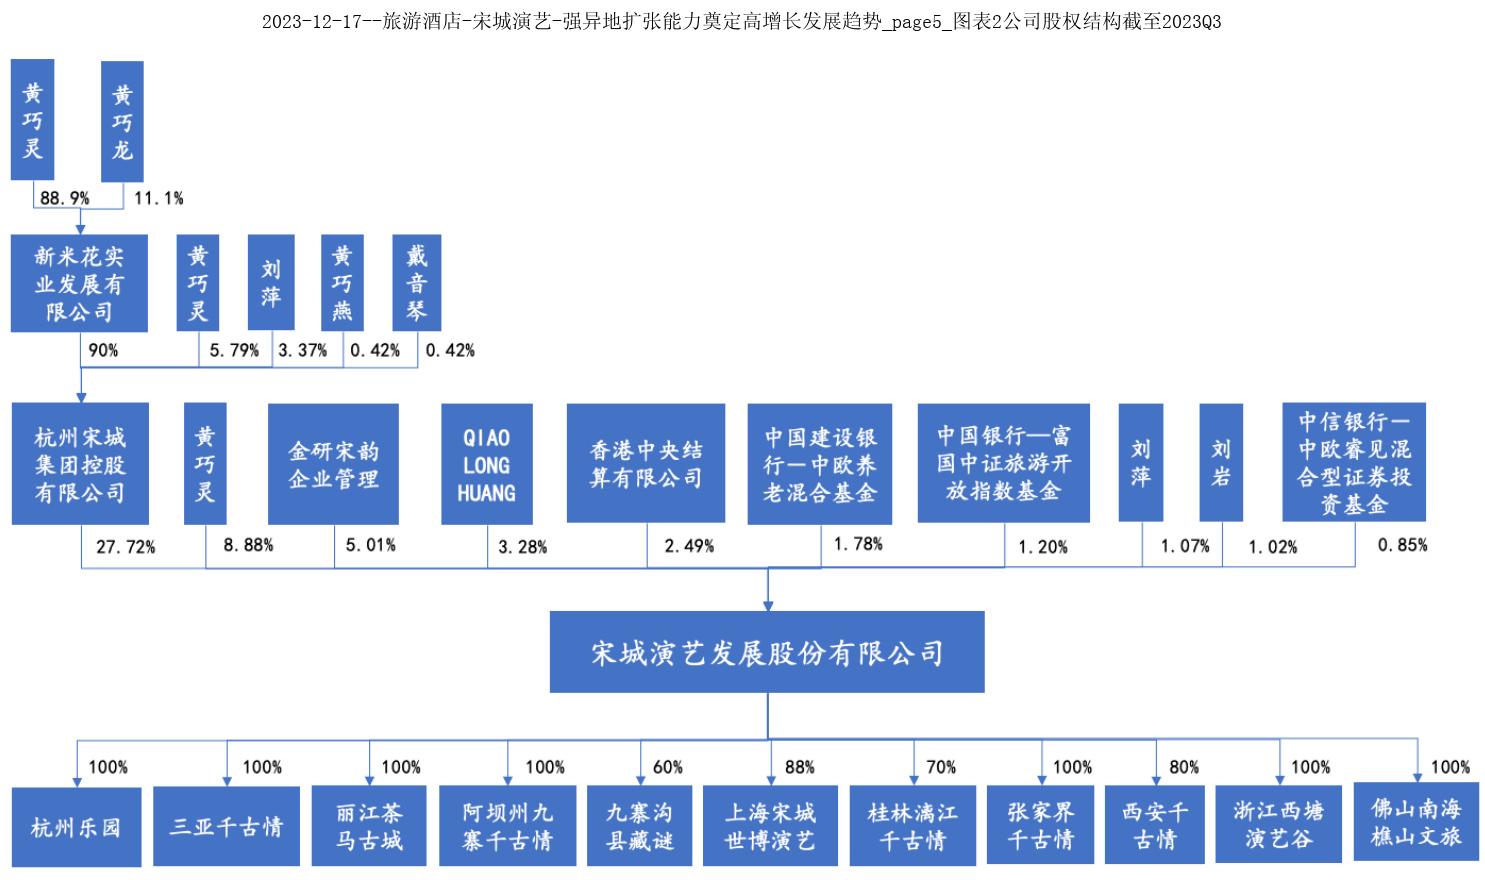 2023-12-17--旅游酒店-宋城演艺-强异地扩张能力奠定高增长发展趋势_page5_图表2公司股权结构截至2023Q3
黄
巧
灵
黄
巧
龙
88.9%
11.1%
新米花实
业发展有
限公司
黄
巧
灵
刘
萍
黄
巧
燕
戴
音
琴
90%
5.79%
3.37%
0.42%
0.42%
杭州宋城
集团控股
有限公司
黄
巧
灵
金研宋韵
企业管理
QIAO
LONG
HUANG
香港中央结
算有限公司
中国建设银
行－中欧养
老混合基金
中国银行—富
国中证旅游开
放指数基金
刘
萍
刘
岩
中信银行－
中欧睿见混
合型证券投
资基金
27.72%
8.88%
5.01%
3.28%
2.49%
1.78%
1.20%
1.07%
1.02%
0.85%
宋城演艺发展股份有限公司
100%
100%
100%
100%
60%
88%
70%
100%
80%
100%
100%
杭州乐园
三亚千古情
丽江茶
马古城
阿坝州九
寨千古情
九寨沟
县藏谜
上海宋城
世博演艺
桂林漓江
千古情
张家界
千古情
西安千
古情
浙江西塘
演艺谷
佛山南海
樵山文旅